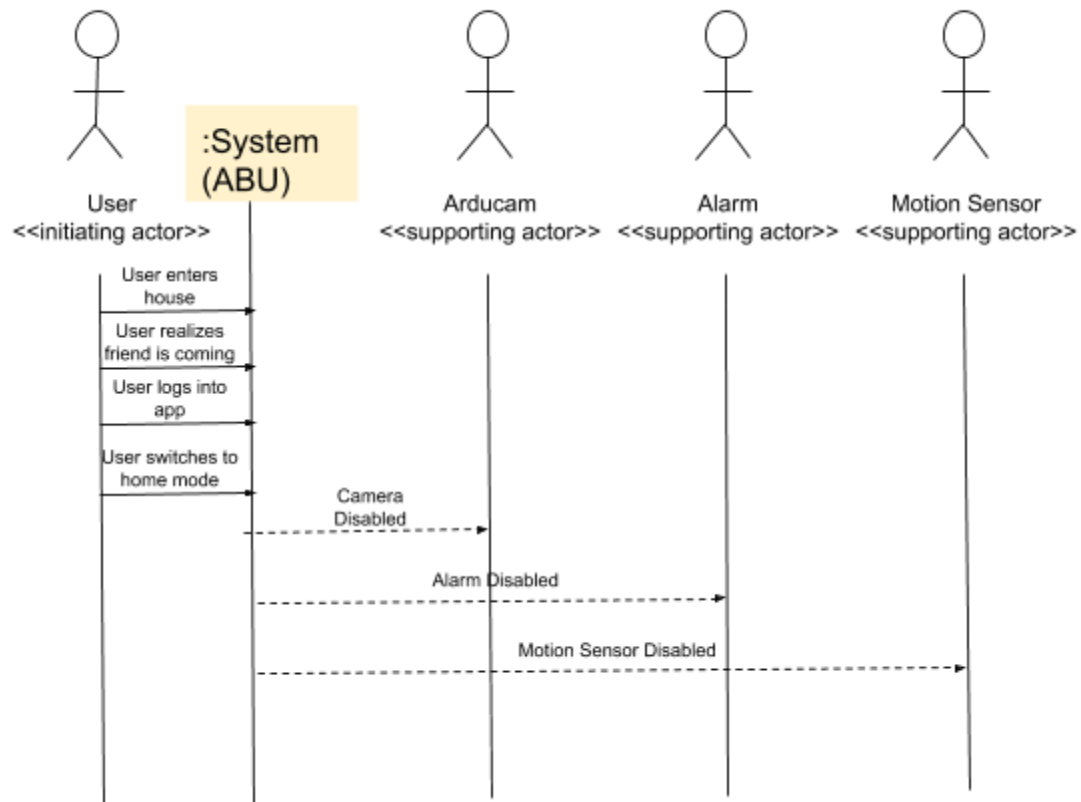 :System
(ABU)
User
<<initiating actor>>
Arducam
<<supporting actor>>
Alarm
<<supporting actor>>
Motion Sensor
<<supporting actor>>
User enters
house
User realizes
friend is coming
User logs into
app
User switches to
home mode
Camera
Disabled
Alarm Disabled
Motion Sensor Disabled